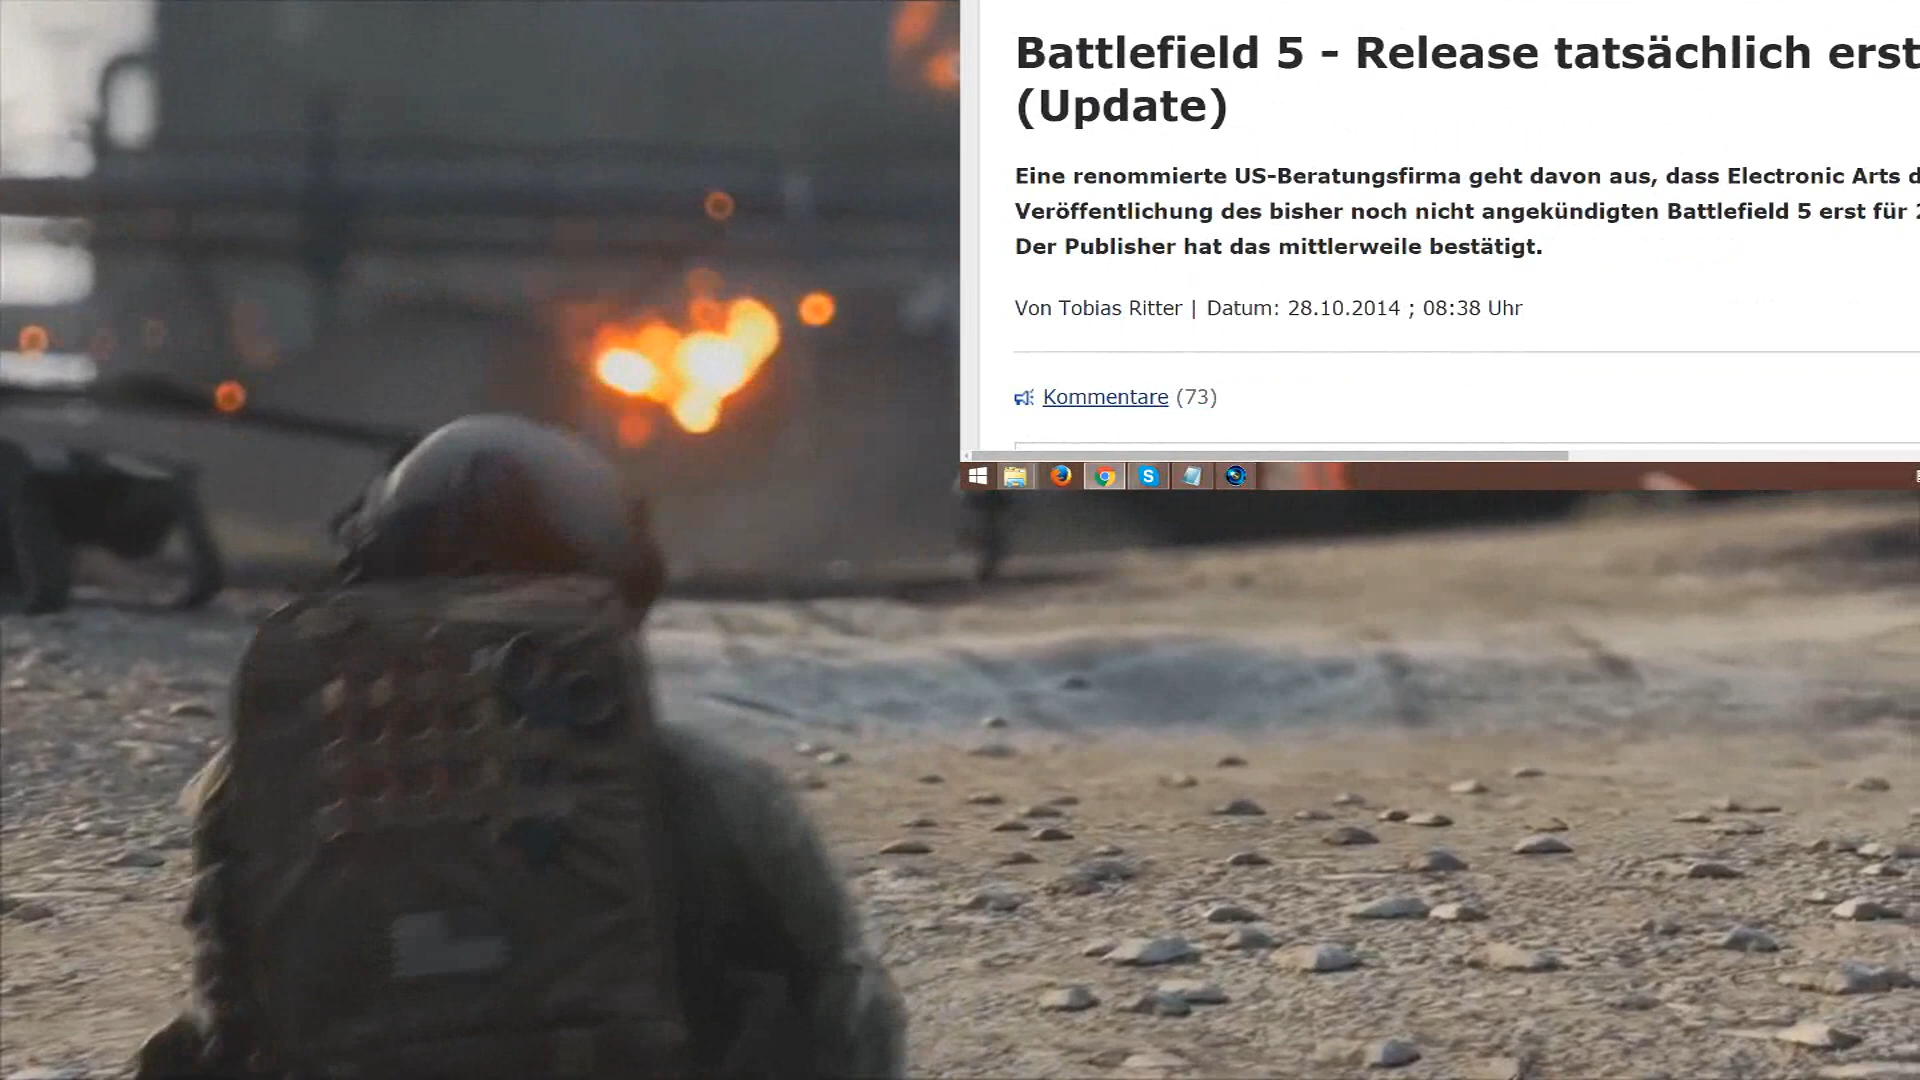 Battlefield 5 - Release tatsächlich erst
(Update)
Eine renommierte US-Beratungsfirma geht davon aus, dass Electronic Arts d
Veröffentlichung des bisher noch nicht angekündigten Battlefield 5 erst für
Der Publisher hat das mittlerweile bestätigt.
Von Tobias Ritter | Datum: 28.10.2014 ; 08:38 Uhr
Kommentare (73)